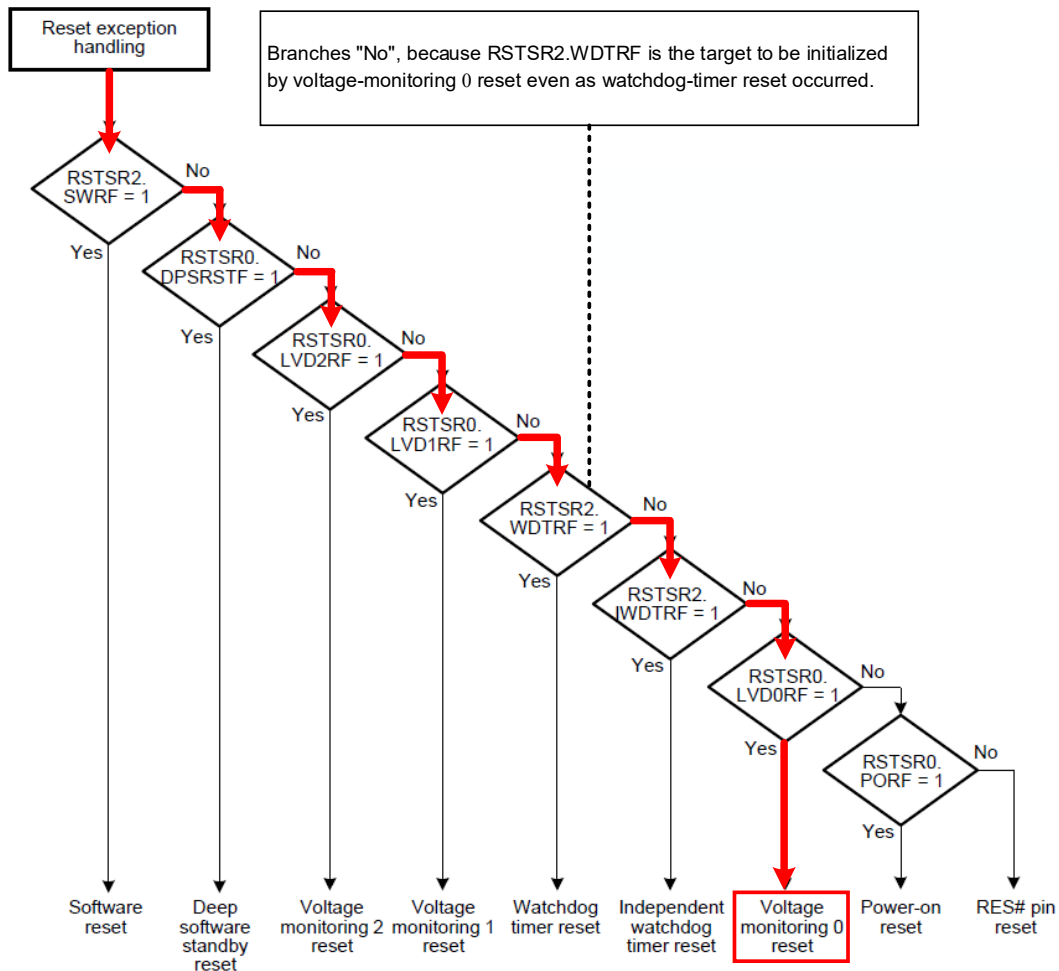 Reset exception
handling
Branches "No", because RSTSR2.WDTRF is the target to be initialized
by voltage-monitoring 0 reset even as watchdog-timer reset occurred.
RSTSR2.
SWRF = 1
No
Yes
RSTSR0.
DPSRSTF = 1
No
Yes
RSTSR0.
LVD2RF = 1
No
Yes
RSTSR0.
LVD1RF = 1
No
Yes
RSTSR2.
WDTRF = 1
No
Yes
RSTSR2.
IWDTRF = 1
No
Yes
RSTSR0.
LVD0RF = 1
No
Yes
RSTSR0.
PORF = 1
No
Yes
Software
reset
Deep
software
standby
reset
Voltage
monitoring 2
reset
Voltage
monitoring 1
reset
Watchdog
timer reset
Independent
watchdog
timer reset
Voltage
monitoring 0
reset
Power-on
reset
RES# pin
reset